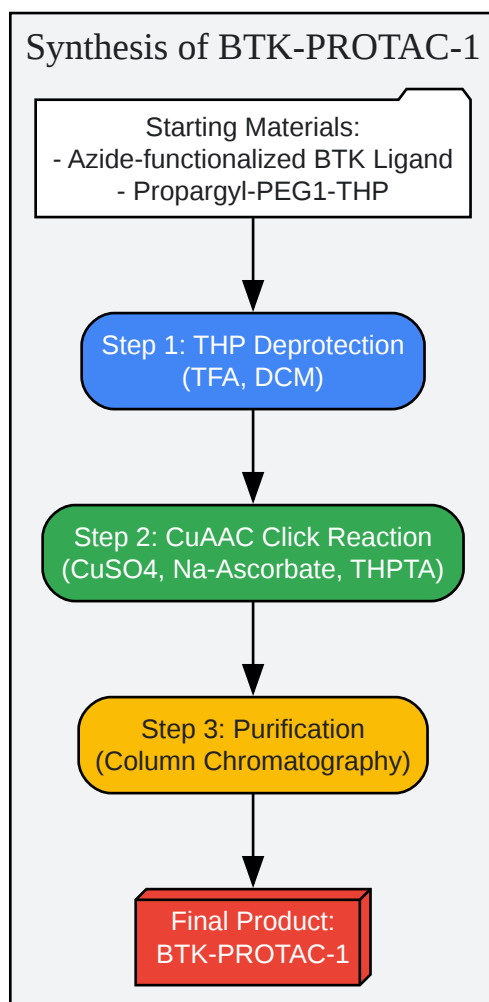 Synthesis of BTK-PROTAC-1
Starting Materials:
- Azide-functionalized BTK Ligand
- Propargyl-PEG1-THP
Step 1: THP Deprotection
(TFA, DCM)
Step 2: CuAAC Click Reaction
(CuSO4, Na-Ascorbate, THPTA)
Step 3: Purification
(Column Chromatography)
Final Product:
BTK-PROTAC-1